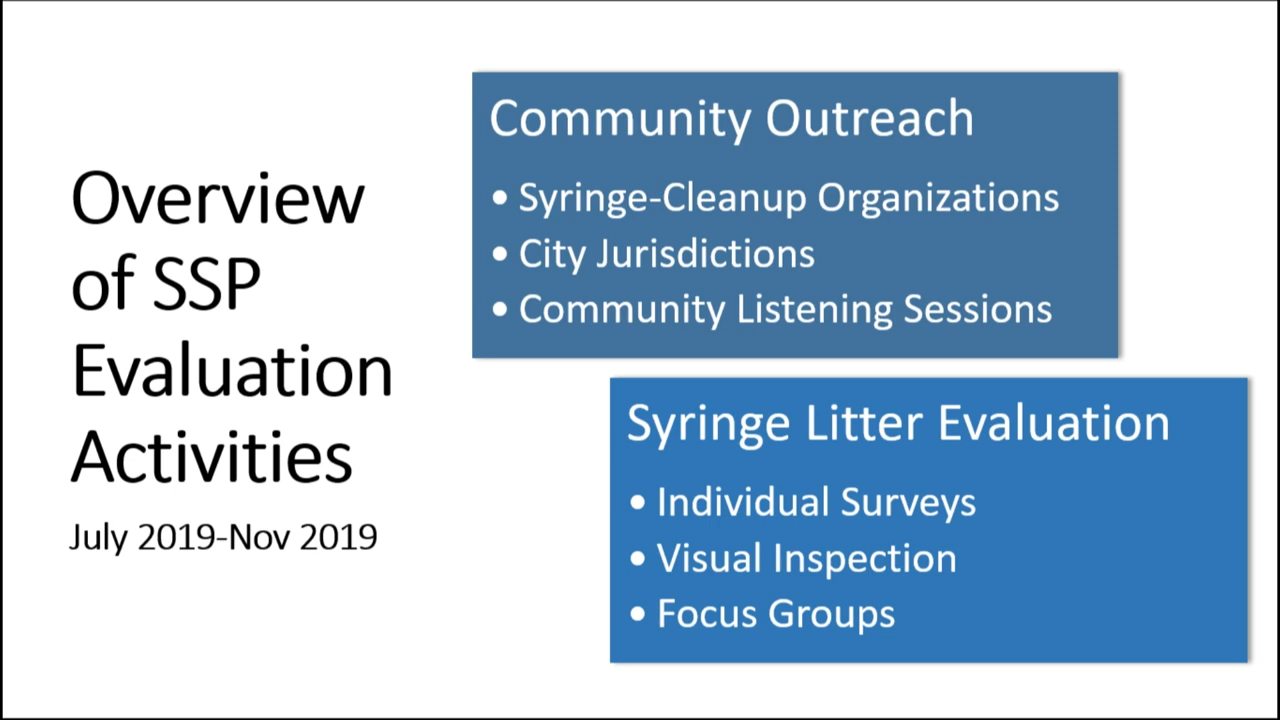 Overview
of SSP
Evaluation
Activities
July 2019-Nov 2019
Community Outreach
• Syringe-Cleanup Organizations
• City Jurisdictions
• Community Listening Sessions
Syringe Litter Evaluation
• Individual Surveys
• Visual Inspection
• Focus Groups